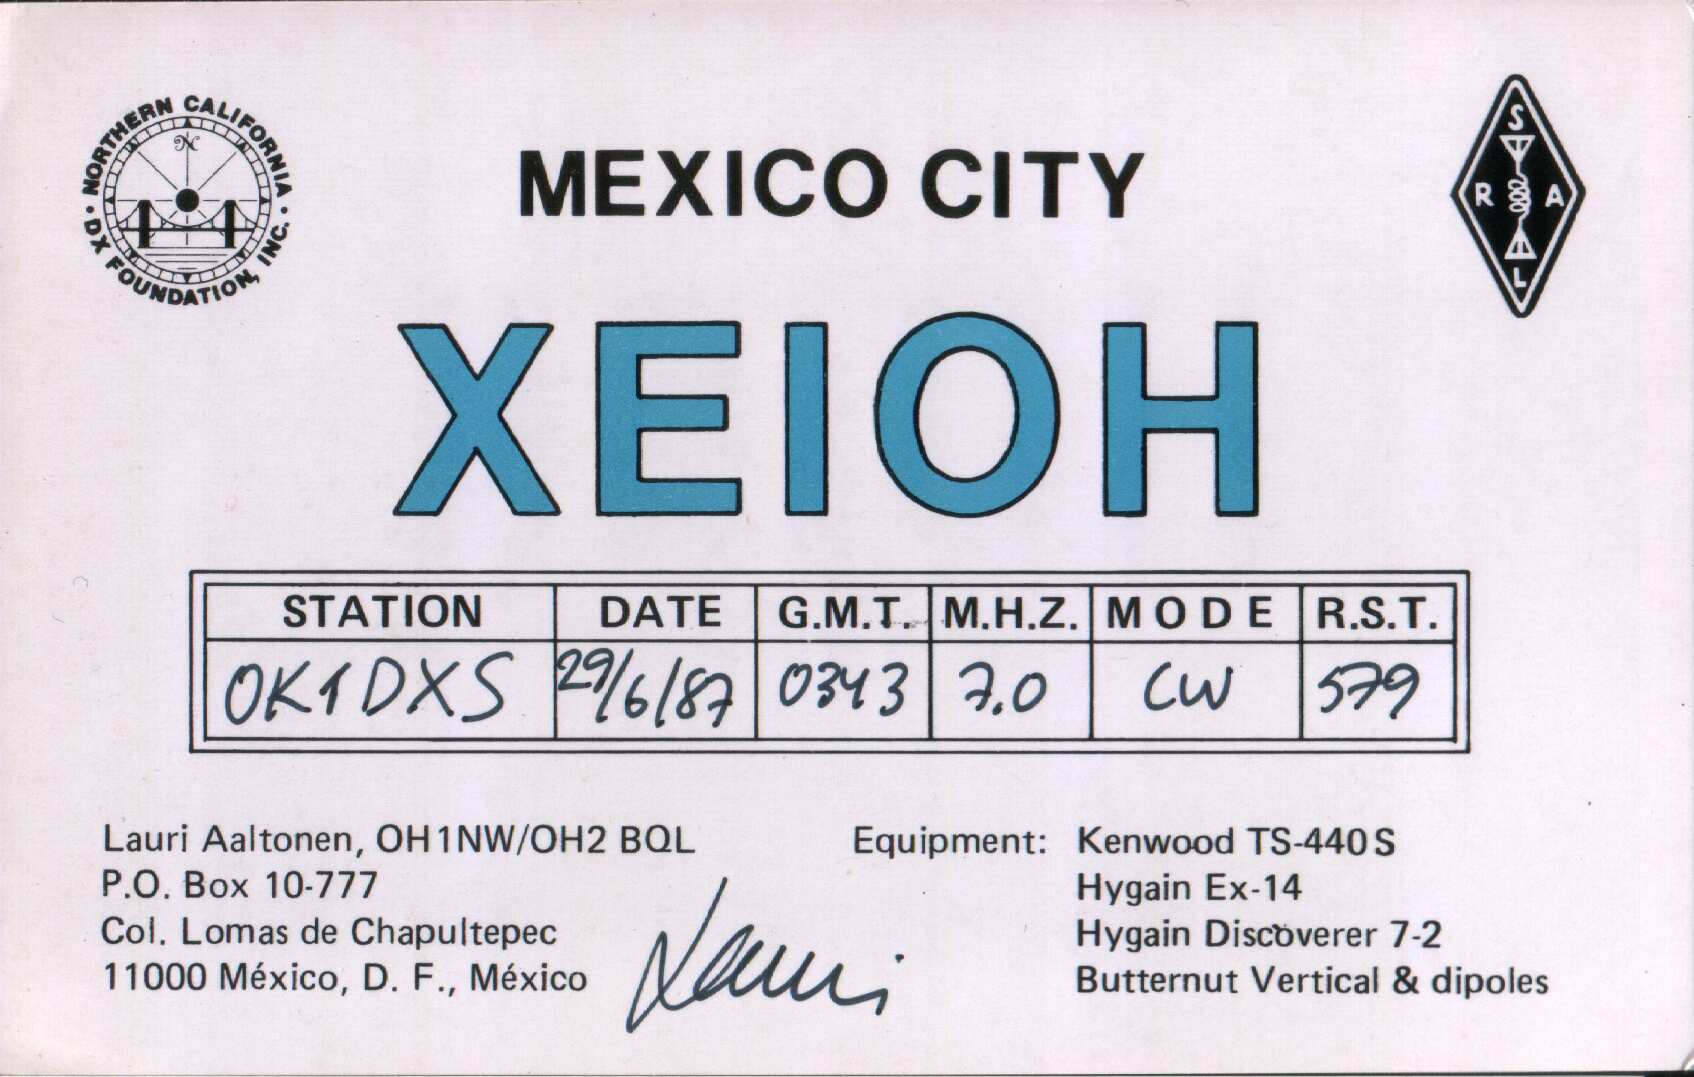 NORTHERN CALIFORNIA
• DX FOUNDATION, INC. •
N
MEXICO CITY
S
R A
L
XEIOH
STATION DATE G.M.T. M.H.Z. MODE R.S.T.
OK1DXS 29/6/87 0343 7.0 CW 579
Lauri Aaltonen, OH1NW/OH2 BQL
P.O. Box 10-777
Col. Lomas de Chapultepec
11000 México, D. F., México
Lauri
Equipment: Kenwood TS-440S
Hygain Ex-14
Hygain Discoverer 7-2
Butternut Vertical & dipoles